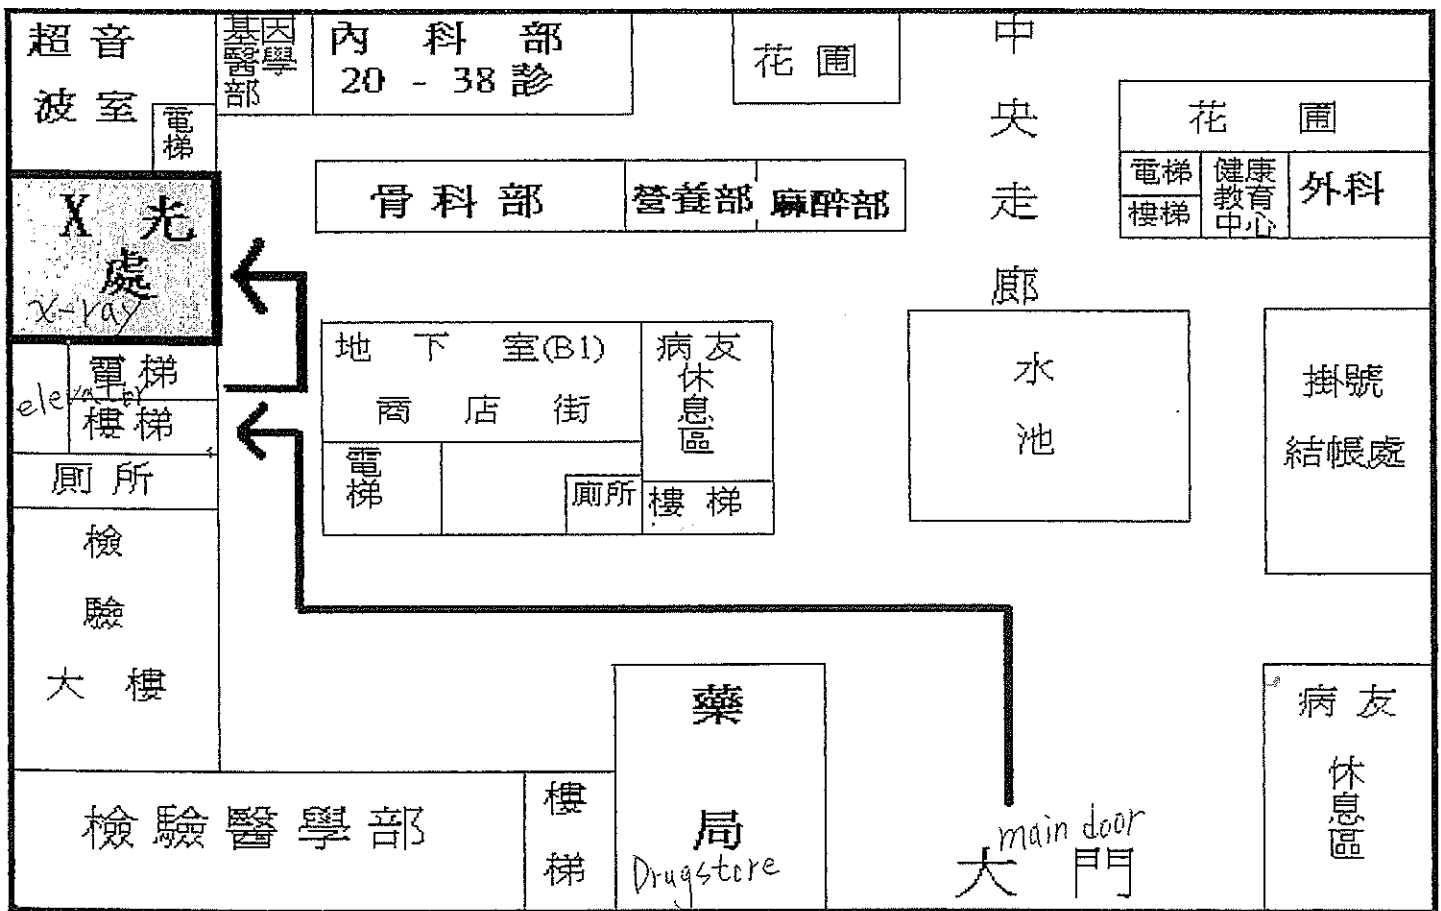 超音
波室
電梯
基因
醫學
部
內科部
20 - 38 診
花圃
中央走廊
花圃
電梯
樓梯
健康
教育
中心
外科
骨科部
營養部
麻醉部
X光
處
x-ray
電梯
elevator
樓梯
廁所
檢驗
大樓
地下室(B1)
商店街
電梯
廁所
病友
休息區
樓梯
水池
掛號
結帳處
檢驗醫學部
樓梯
藥局
Drugstore
main door
大門
病友
休息區